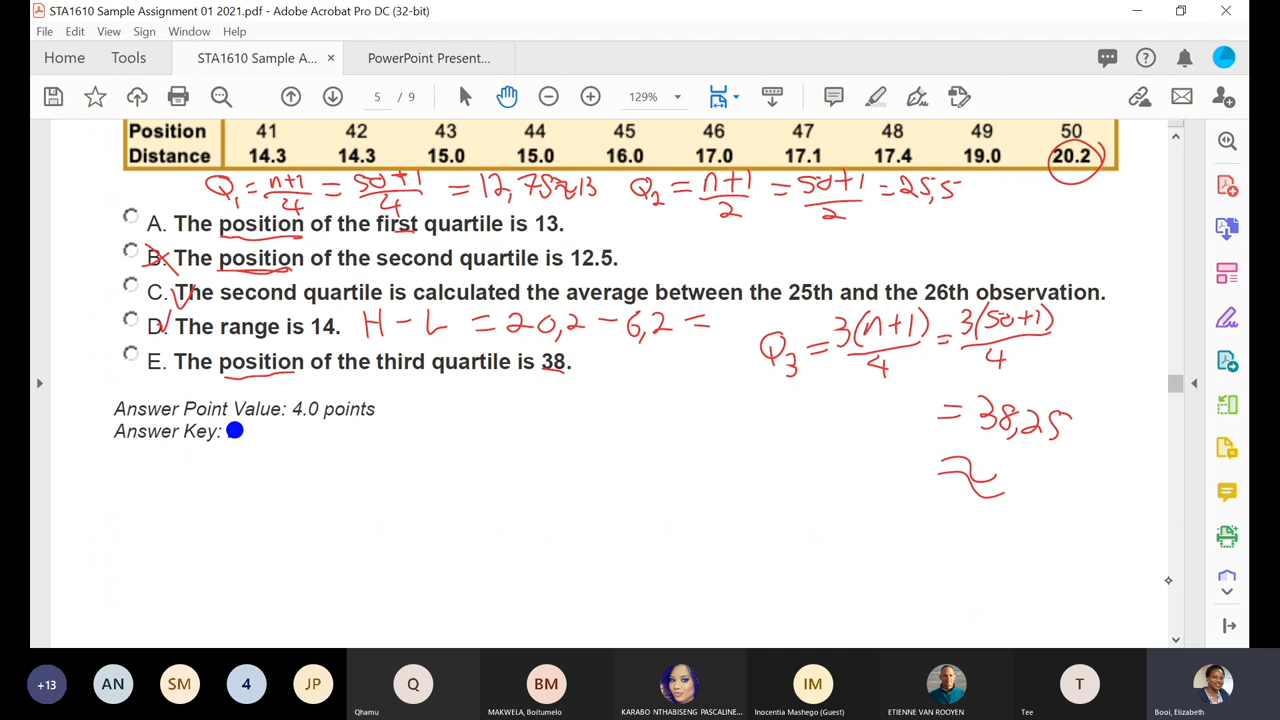 STA1610 Sample Assignment 01 2021.pdf - Adobe Acrobat Pro DC (32-bit)
File Edit View Sign Window Help
Home Tools STA1610 Sample A... × PowerPoint Present...
5 / 9 129%
Position 41 42 43 44 45 46 47 48 49 50
Distance 14.3 14.3 15.0 15.0 16.0 17.0 17.1 17.4 19.0 20.2
Q1 = n+1/4 = 50+1/4 = 12,75≈13 Q2 = n+1/2 = 50+1/2 = 25,5
A. The position of the first quartile is 13.
B. The position of the second quartile is 12.5.
C. The second quartile is calculated the average between the 25th and the 26th observation.
D. The range is 14. H - L = 20,2 - 6,2 =
Q3 = 3(n+1)/4 = 3(50+1)/4
E. The position of the third quartile is 38.
= 38,25
≈
Answer Point Value: 4.0 points
Answer Key:
+13 AN SM 4 JP Q BM IM T
Qhamu MAKWELA, Boitumelo KARABO NTHABISENG PASCALINE... Inocentia Mashego (Guest) ETIENNE VAN ROOYEN Tee Booi, Elizabeth